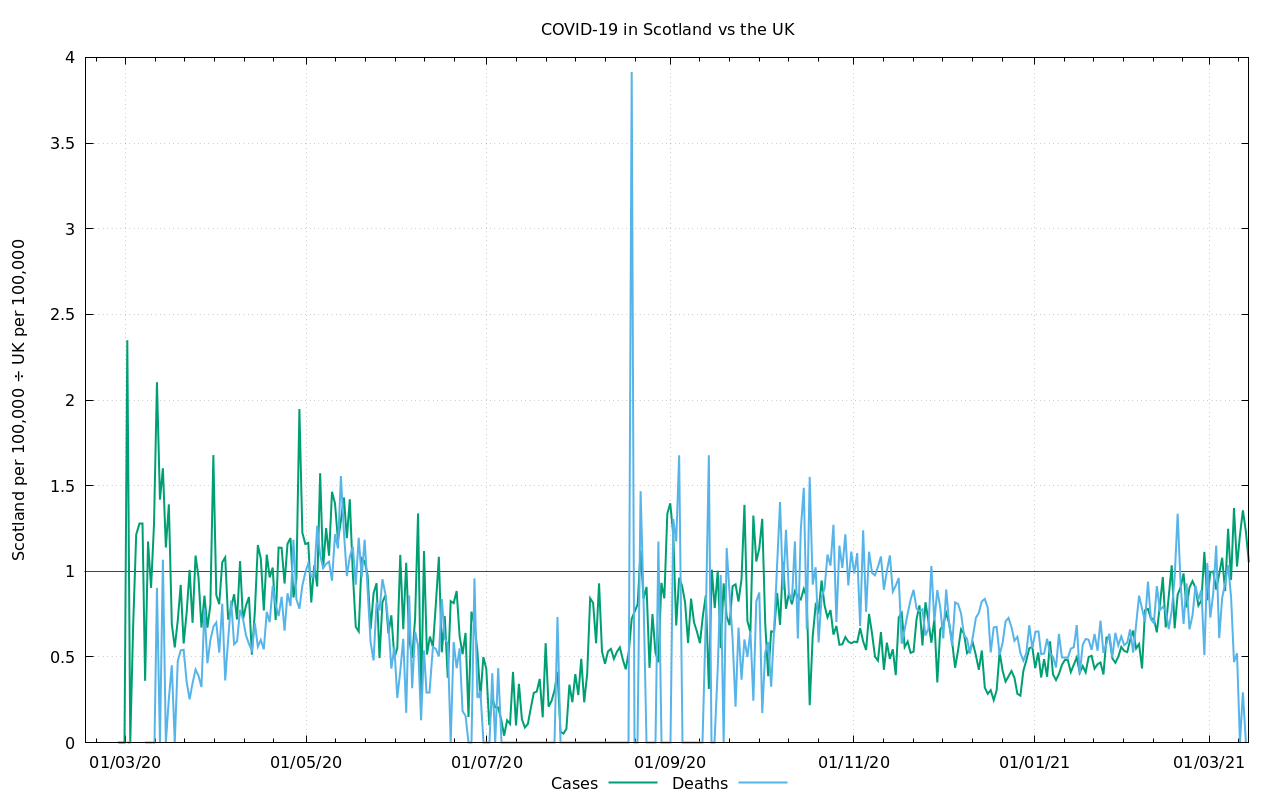 COVID-19 in Scotland vs the UK
Scotland per 100,000 ÷ UK per 100,000
4
3.5
3
2.5
2
1.5
1
0.5
0
01/03/20 01/05/20 01/07/20 01/09/20 01/11/20 01/01/21 01/03/21
Cases Deaths